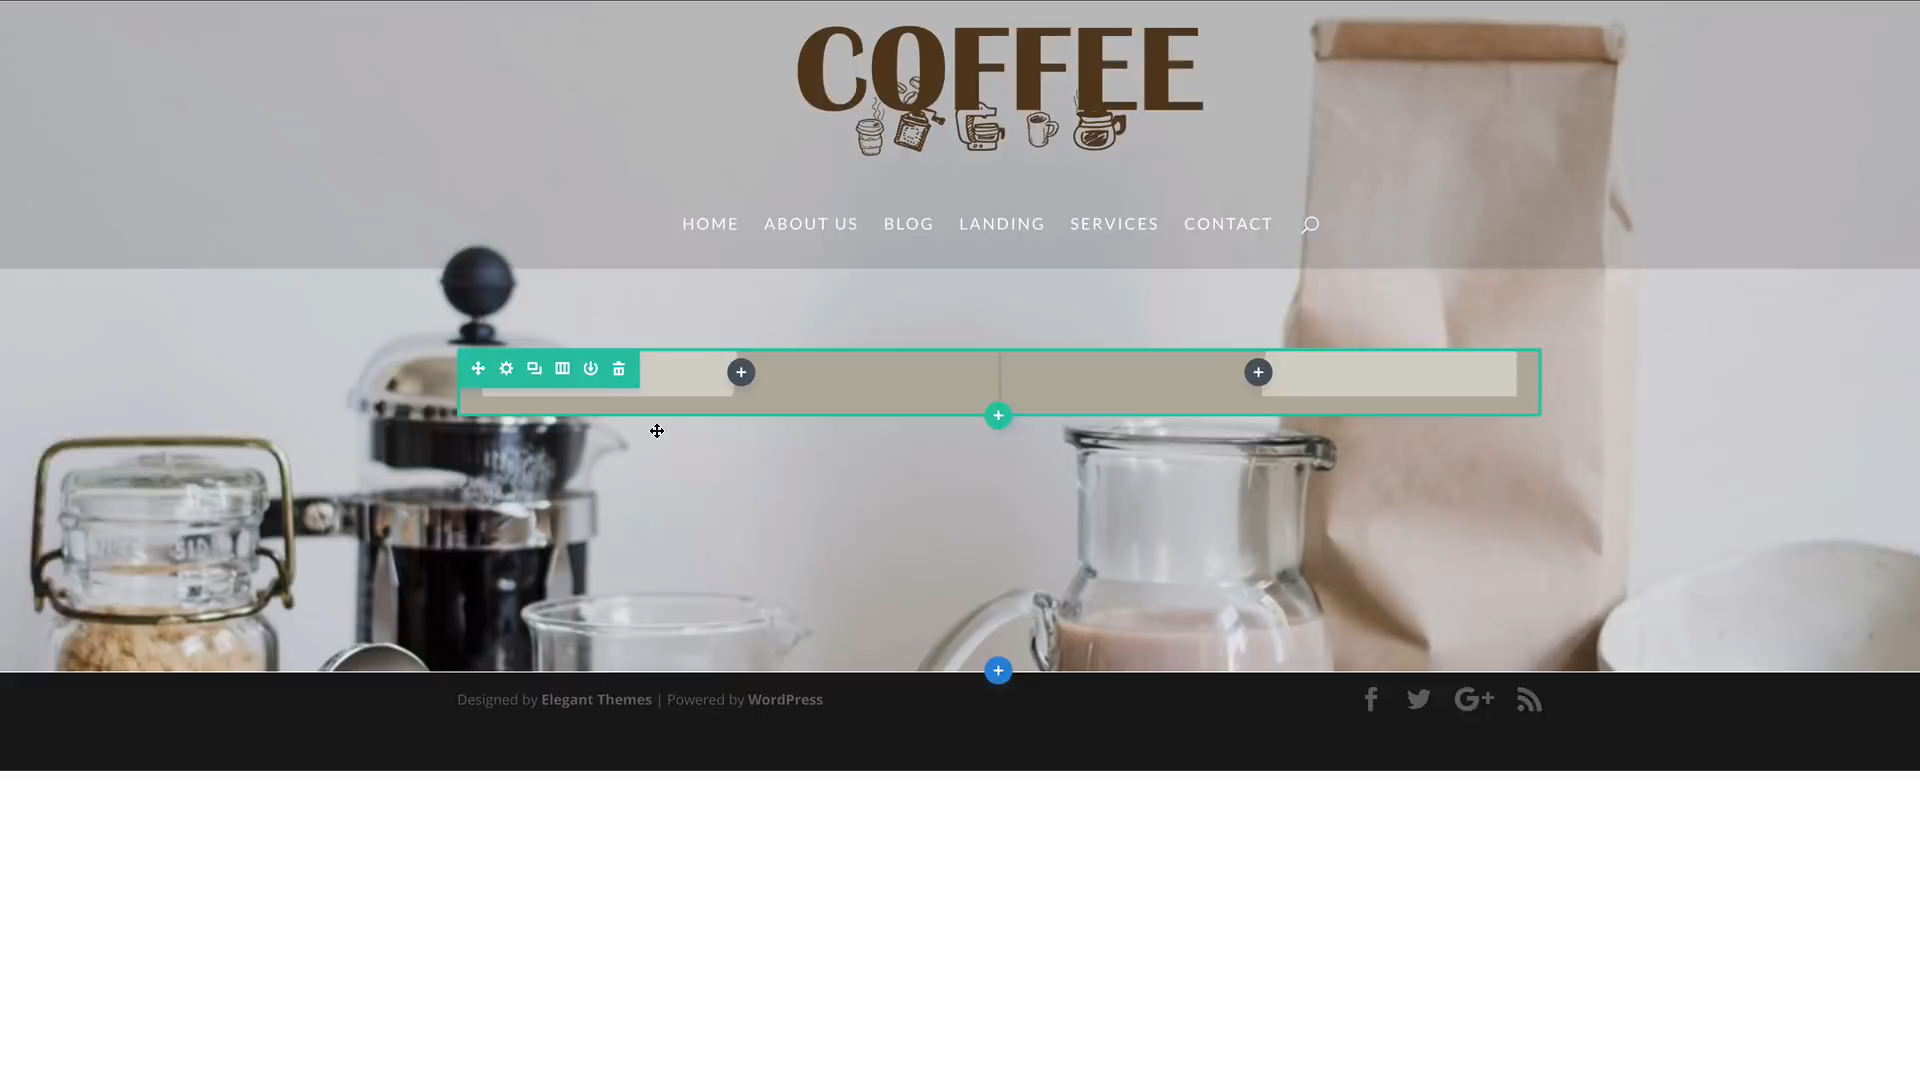 COFFEE
HOME ABOUT US BLOG LANDING SERVICES CONTACT
Designed by Elegant Themes | Powered by WordPress